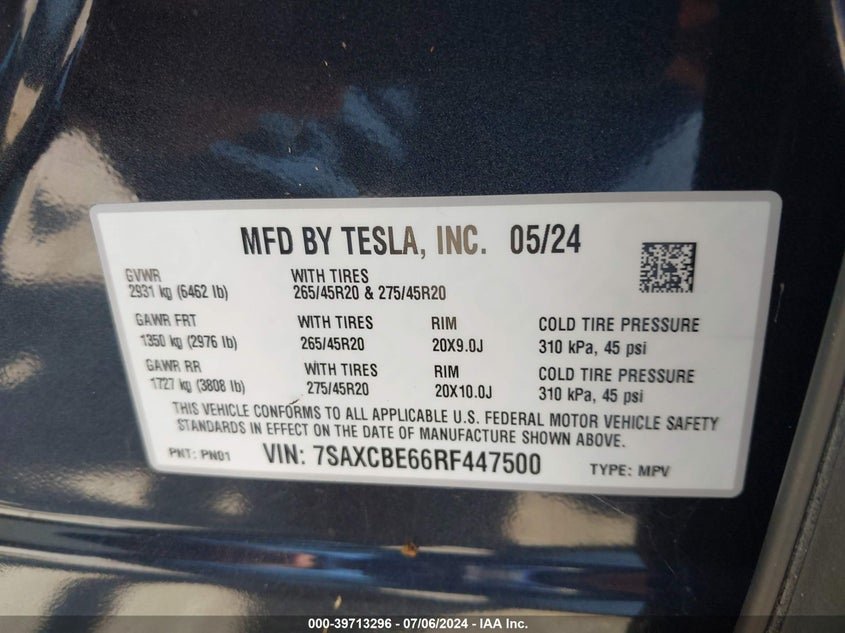 MFD BY TESLA, INC. 05/24
GVWR WITH TIRES
2931 kg (6462 lb) 265/45R20 & 275/45R20
GAWR FRT WITH TIRES RIM COLD TIRE PRESSURE
1350 kg (2976 lb) 265/45R20 20X9.0J 310 kPa, 45 psi
GAWR RR WITH TIRES RIM COLD TIRE PRESSURE
1727 kg (3808 lb) 275/45R20 20X10.0J 310 kPa, 45 psi
THIS VEHICLE CONFORMS TO ALL APPLICABLE U.S. FEDERAL MOTOR VEHICLE SAFETY
STANDARDS IN EFFECT ON THE DATE OF MANUFACTURE SHOWN ABOVE.
PNT: PN01 VIN: 7SAXCBE66RF447500 TYPE: MPV
000-39713296 - 07/06/2024 - IAA Inc.